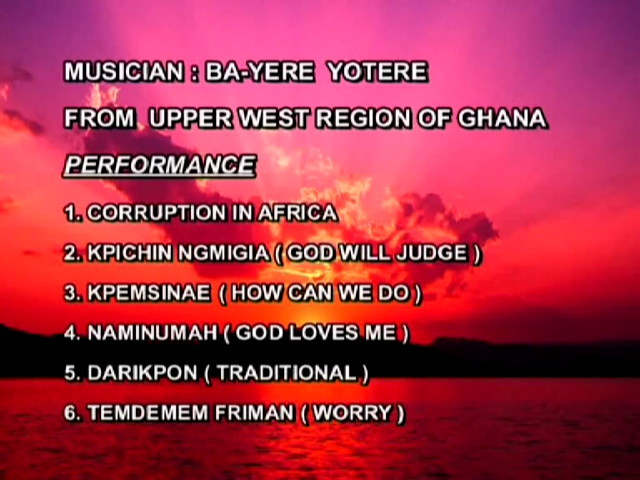 MUSICIAN : BA-YERE YOTERE
FROM UPPER WEST REGION OF GHANA
PERFORMANCE
1. CORRUPTION IN AFRICA
2. KPICHIN NGMIGIA ( GOD WILL JUDGE )
3. KPEMSINAE ( HOW CAN WE DO )
4. NAMINUMAH ( GOD LOVES ME )
5. DARIKPON ( TRADITIONAL )
6. TEMDEMEM FRIMAN ( WORRY )